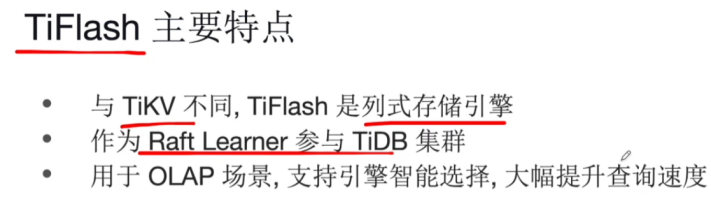 TiFlash 主要特点
• 与 TiKV 不同, TiFlash 是列式存储引擎
• 作为 Raft Learner 参与 TiDB 集群
• 用于 OLAP 场景, 支持引擎智能选择, 大幅提升查询速度